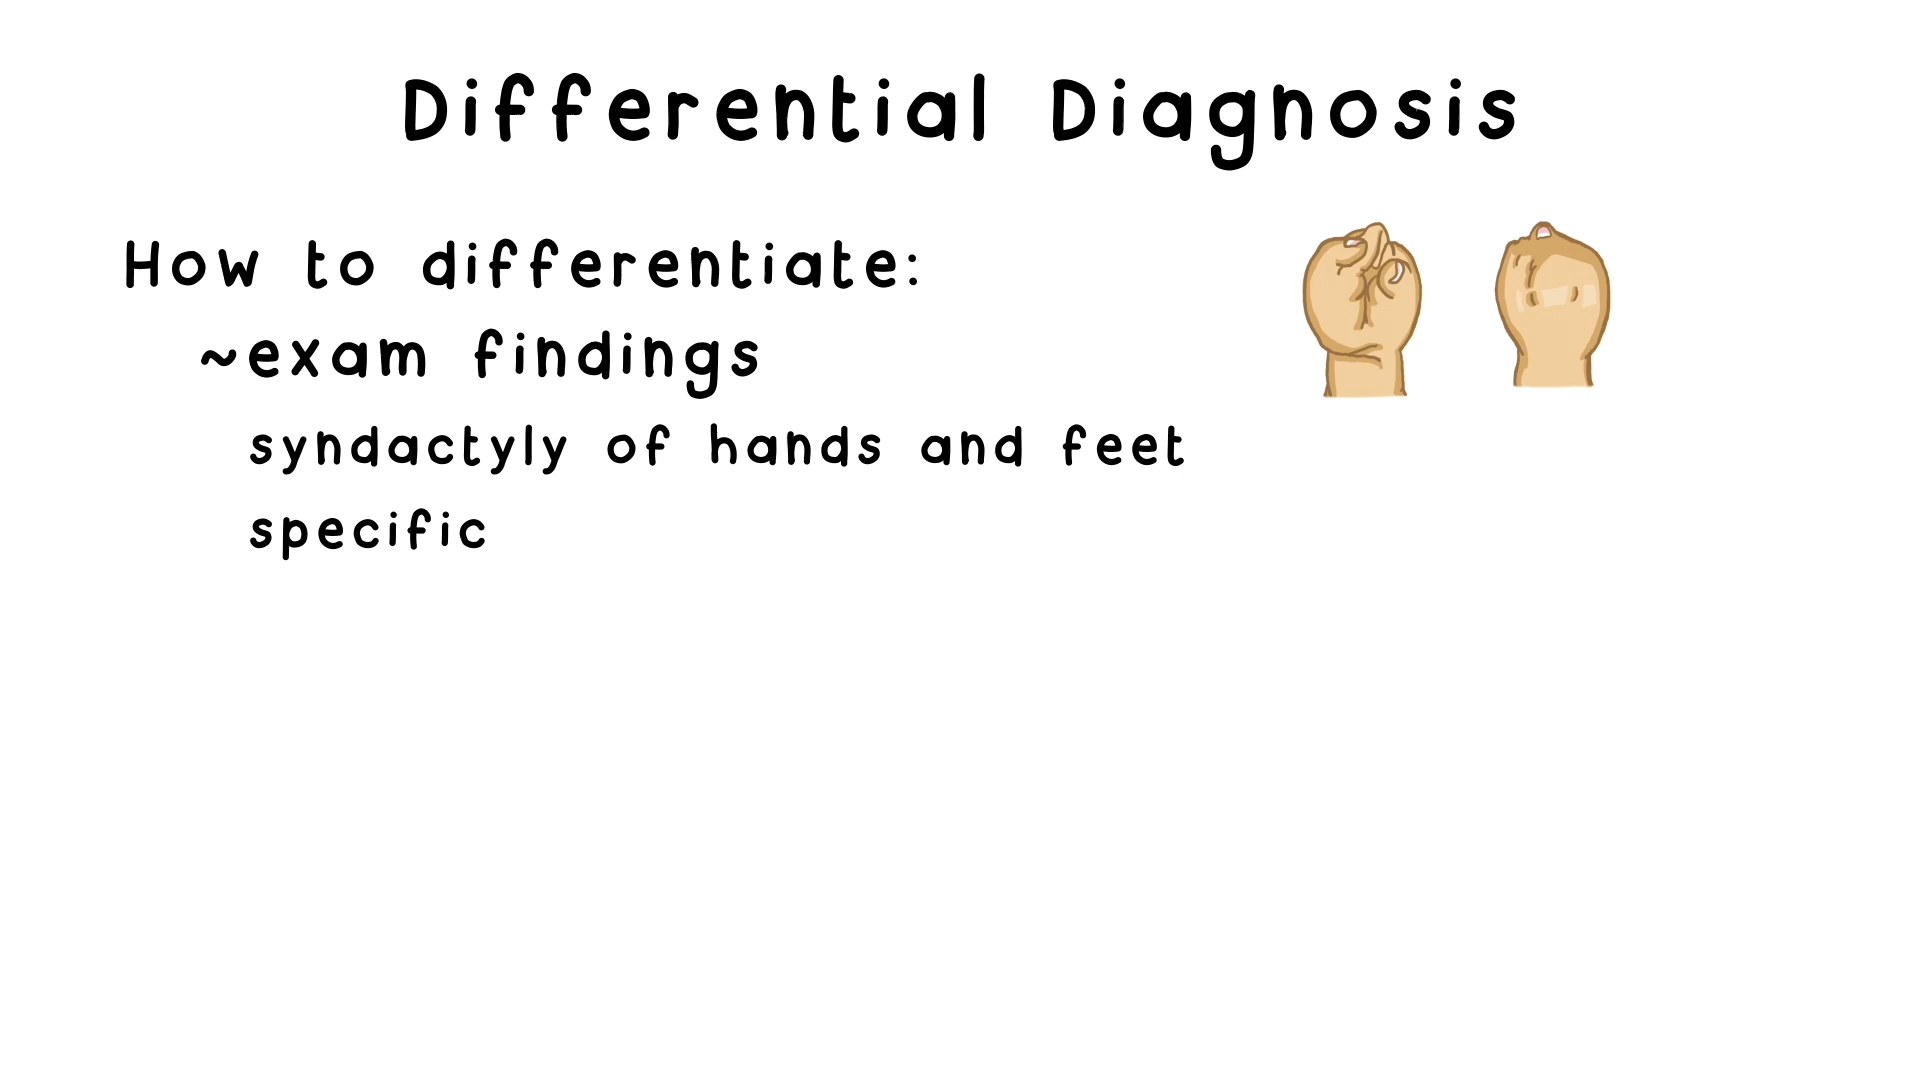 Differential Diagnosis
How to differentiate:
~exam findings
syndactyly of hands and feet
specific